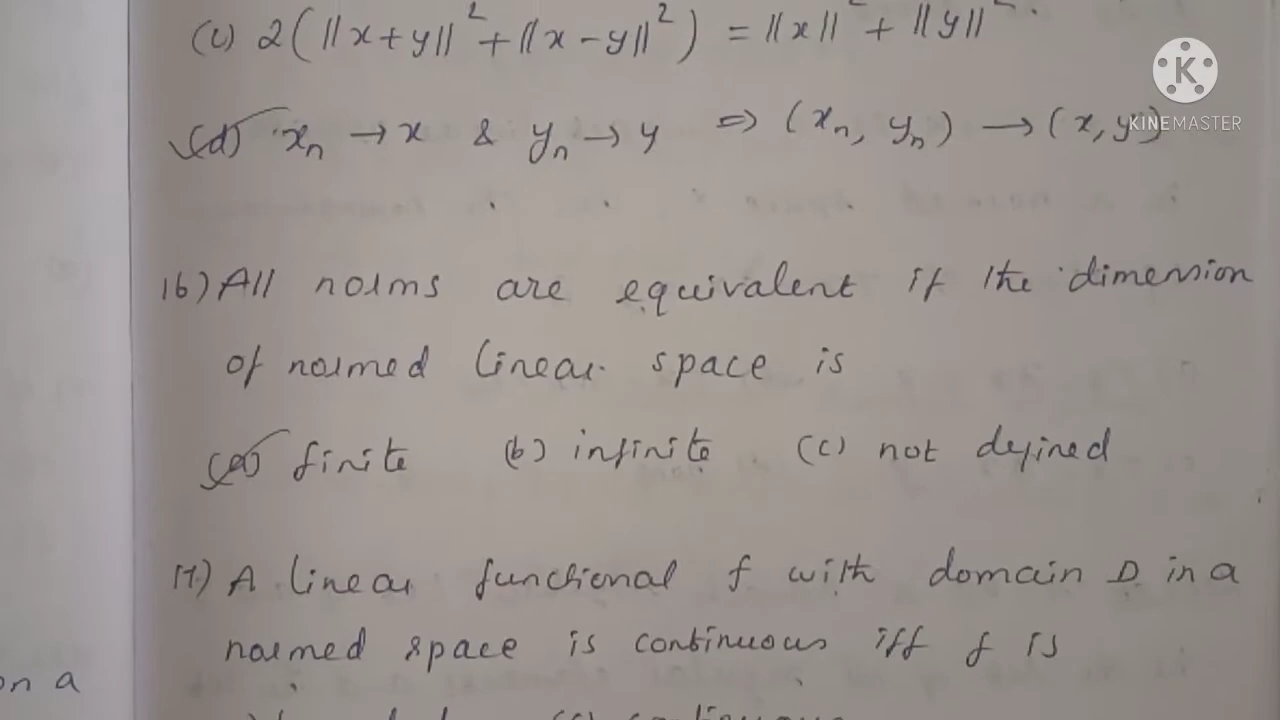 (c) 2(||x+y||² + ||x-y||²) = ||x||² + ||y||².
(d) xₙ → x & yₙ → y ⇒ (xₙ, yₙ) → (x, y)
KINEMASTER
16) All norms are equivalent if the dimension
of normed linear space is
(a) finite (b) infinite (c) not defined
17) A linear functional f with domain D in a
normed space is continuous iff f is
on a
(c) continuous